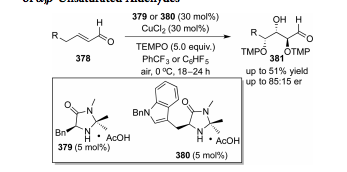 of α,β-Unsaturated Aldehydes
379 or 380 (30 mol%)
CuCl2 (30 mol%)
TEMPO (5.0 equiv.)
PhCF3 or C6HF5
air, 0 ºC, 18–24 h
R
O
378
OH
R
O
TMPO
OTMP
381
up to 51% yield
up to 85:15 er
O
N
Bn
N
H
• AcOH
379 (5 mol%)
BnN
O
N
N
H
• AcOH
380 (5 mol%)